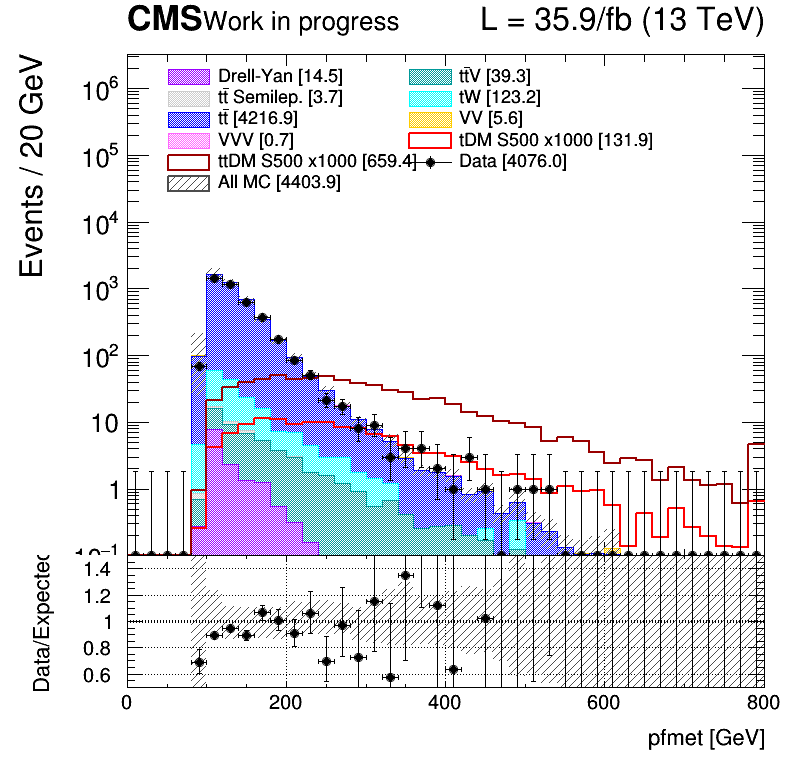 CMS Work in progress L = 35.9/fb (13 TeV)
Events / 20 GeV
10⁶
10⁵
10⁴
10³
10²
10
1
10⁻¹
Drell-Yan [14.5]
tt̄V [39.3]
tt̄ Semilep. [3.7]
tW [123.2]
tt̄ [4216.9]
VV [5.6]
VVV [0.7]
tDM S500 x1000 [131.9]
ttDM S500 x1000 [659.4]
Data [4076.0]
All MC [4403.9]
Data/Expected
1.4
1.2
1
0.8
0.6
0 200 400 600 800
pfmet [GeV]